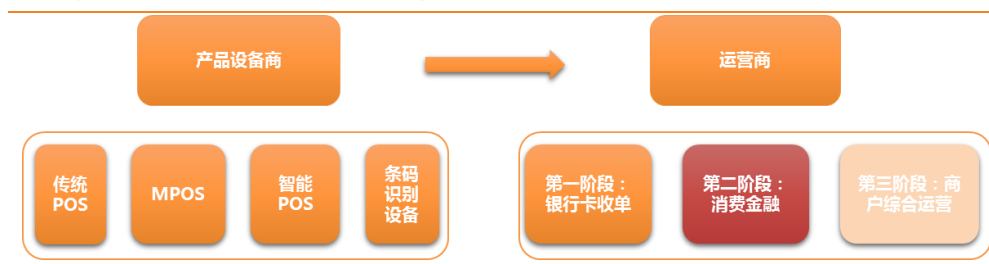 产品设备商
运营商
传统
POS
MPOS
智能
POS
条码
识别
设备
第一阶段：
银行卡收单
第二阶段：
消费金融
第三阶段：商
户综合运营